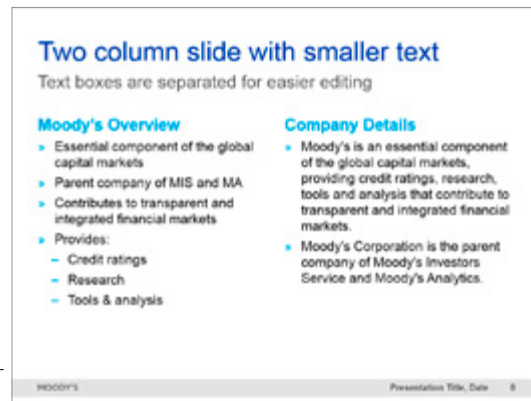 Two column slide with smaller text
Text boxes are separated for easier editing
Moody's Overview
» Essential component of the global
capital markets
» Parent company of MIS and MA
» Contributes to transparent and
integrated financial markets
» Provides:
– Credit ratings
– Research
– Tools & analysis
Company Details
» Moody's is an essential component
of the global capital markets,
providing credit ratings, research,
tools and analysis that contribute to
transparent and integrated financial
markets.
» Moody's Corporation is the parent
company of Moody's Investors
Service and Moody's Analytics.
MOODY'S
Presentation Title, Date 8